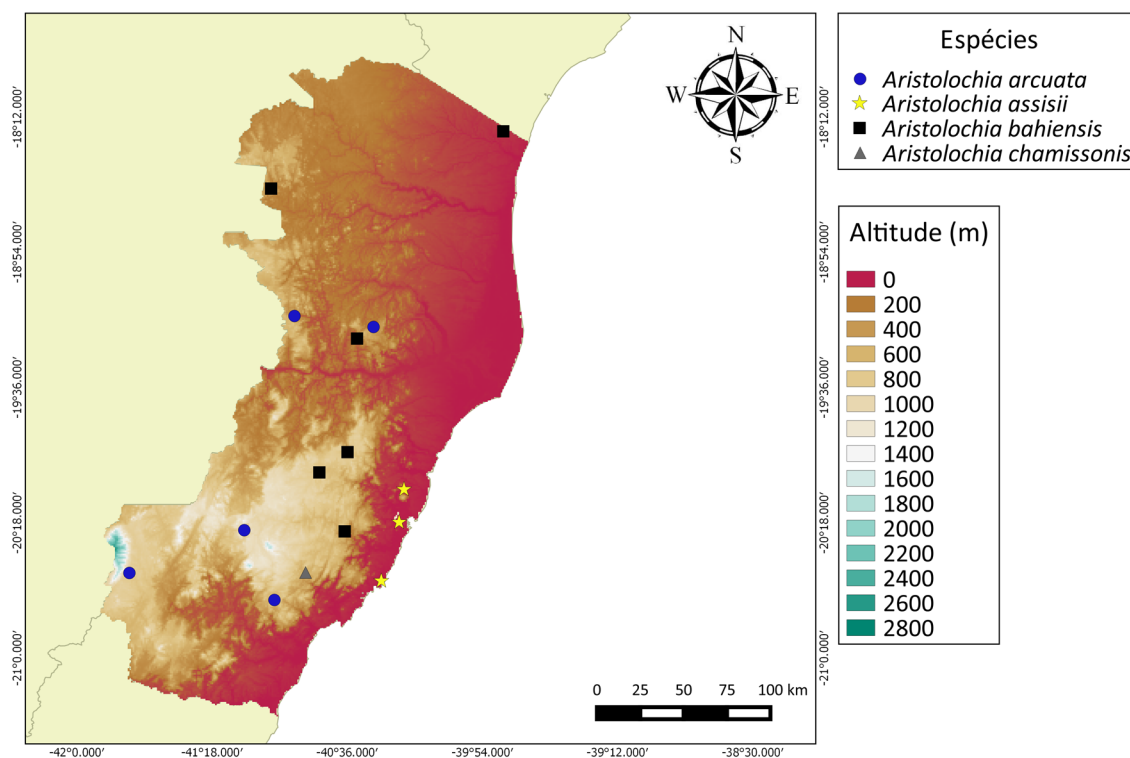 N
W E
S
Espécies
Aristolochia arcuata
Aristolochia assisii
Aristolochia bahiensis
Aristolochia chamissonis
Altitude (m)
0
200
400
600
800
1000
1200
1400
1600
1800
2000
2200
2400
2600
2800
-18°12.000′
-18°54.000′
-19°36.000′
-20°18.000′
-21°0.000′
-18°12.000′
-18°54.000′
-19°36.000′
-20°18.000′
-21°0.000′
0 25 50 75 100 km
-42°0.000′ -41°18.000′ -40°36.000′ -39°54.000′ -39°12.000′ -38°30.000′